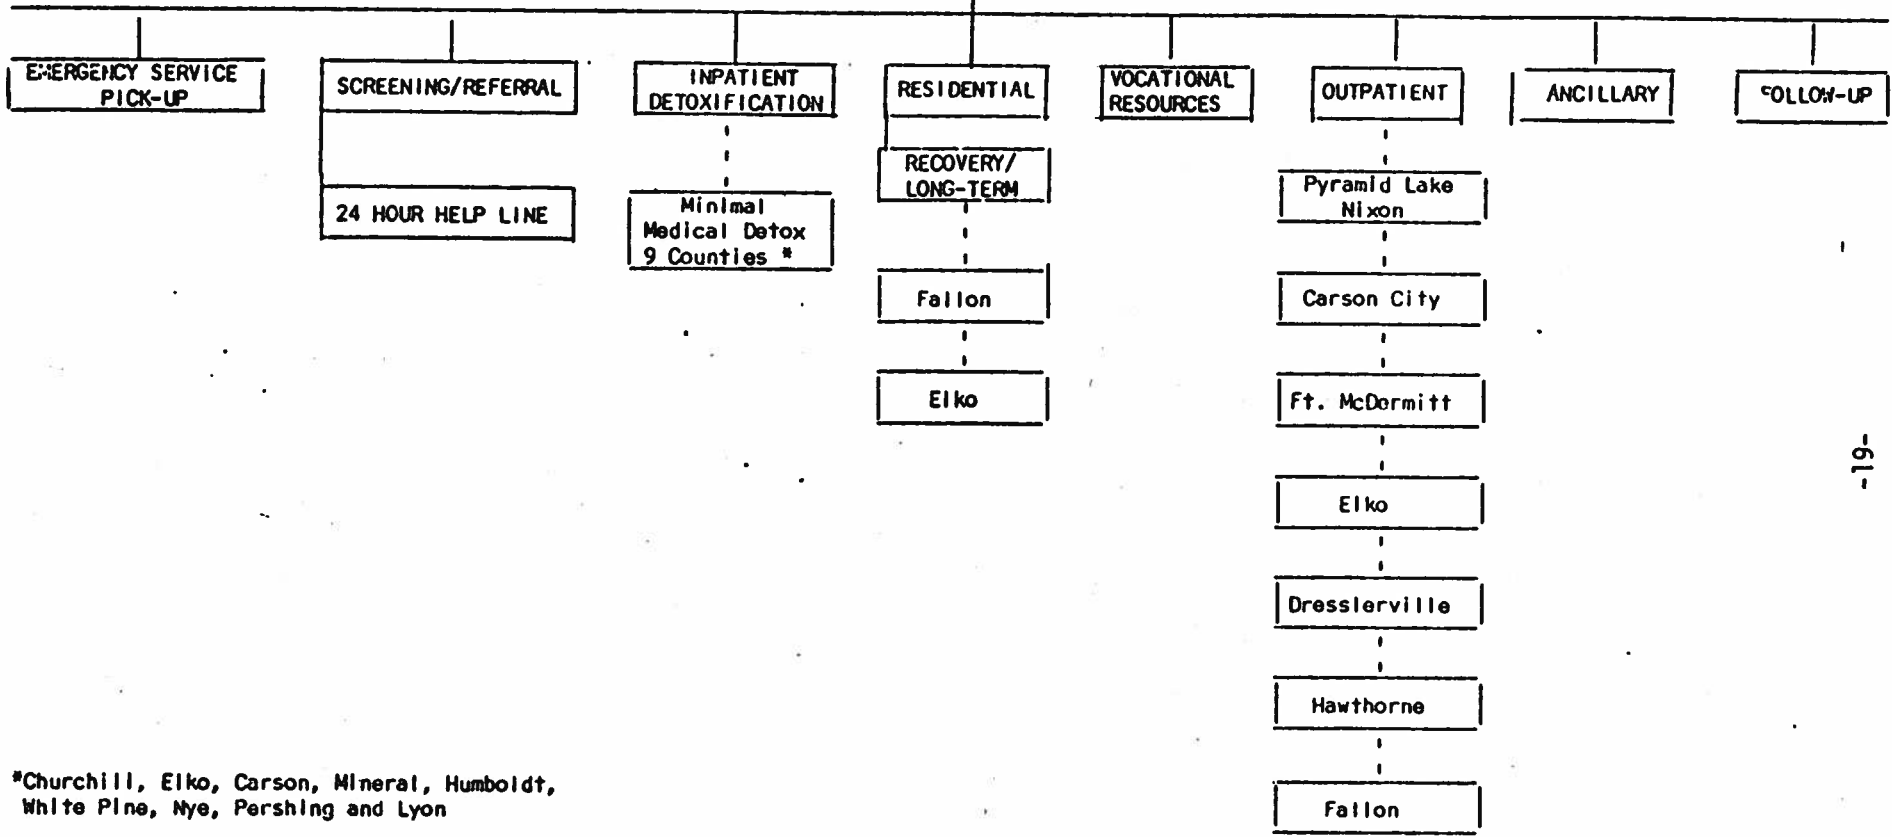 EMERGENCY SERVICE
PICK-UP
SCREENING/REFERRAL
24 HOUR HELP LINE
INPATIENT
DETOXIFICATION
Minimal
Medical Detox
9 Counties *
RESIDENTIAL
RECOVERY/
LONG-TERM
Fallon
Elko
VOCATIONAL
RESOURCES
OUTPATIENT
Pyramid Lake
Nixon
Carson City
Ft. McDermitt
Elko
Dresslerville
Hawthorne
Fallon
ANCILLARY
FOLLOW-UP
-19-
*Churchill, Elko, Carson, Mineral, Humboldt,
White Pine, Nye, Pershing and Lyon